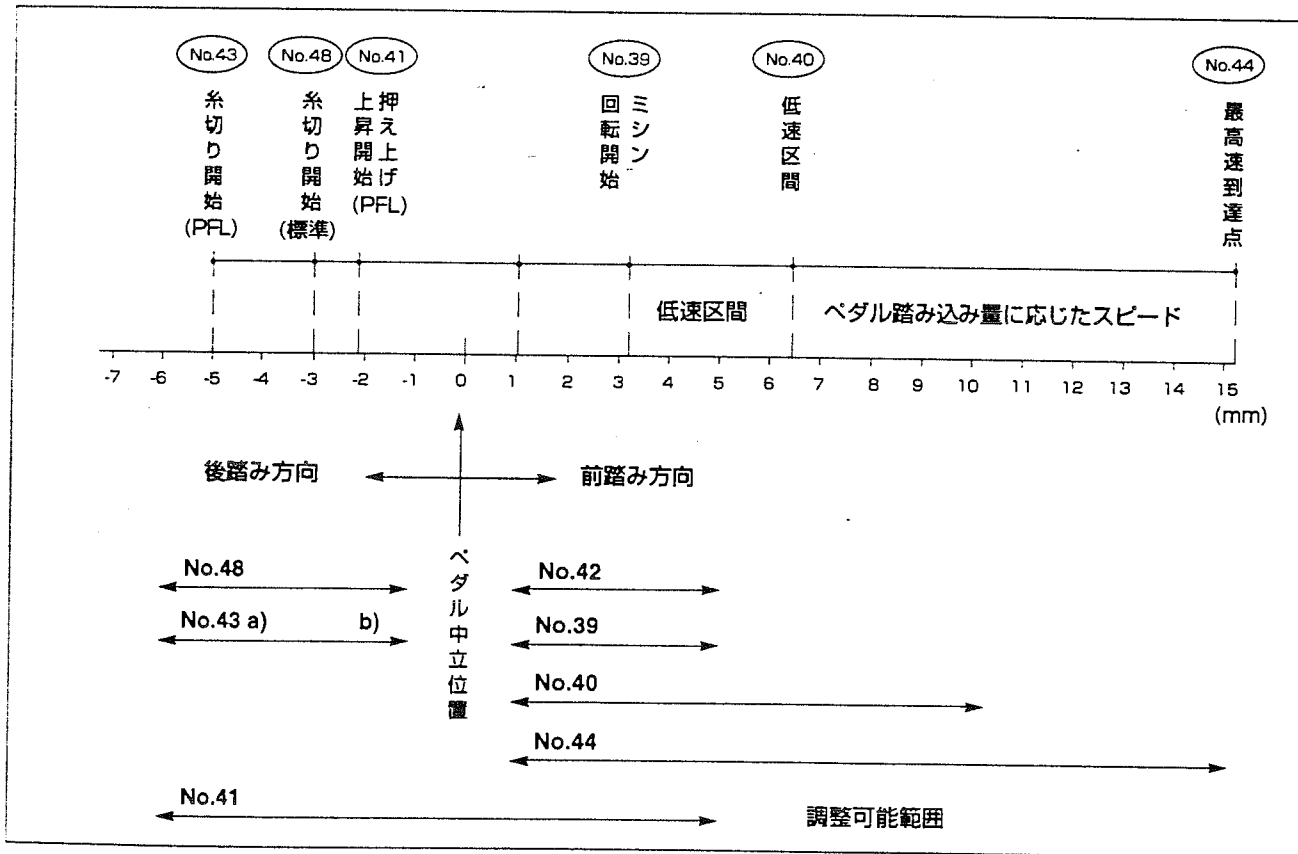 No.43 No.48 No.41 No.39 No.40 No.44
糸切り開始
(PFL)
糸切り開始
(標準)
押え上げ
上昇開始
(PFL)
ミシン
回転開始
低速区間
最高速到達点
低速区間 ペダル踏み込み量に応じたスピード
-7 -6 -5 -4 -3 -2 -1 0 1 2 3 4 5 6 7 8 9 10 11 12 13 14 15
(mm)
後踏み方向 前踏み方向
ペダル中立位置
No.48 No.42
No.43 a) b) No.39
No.40
No.44
No.41 調整可能範囲